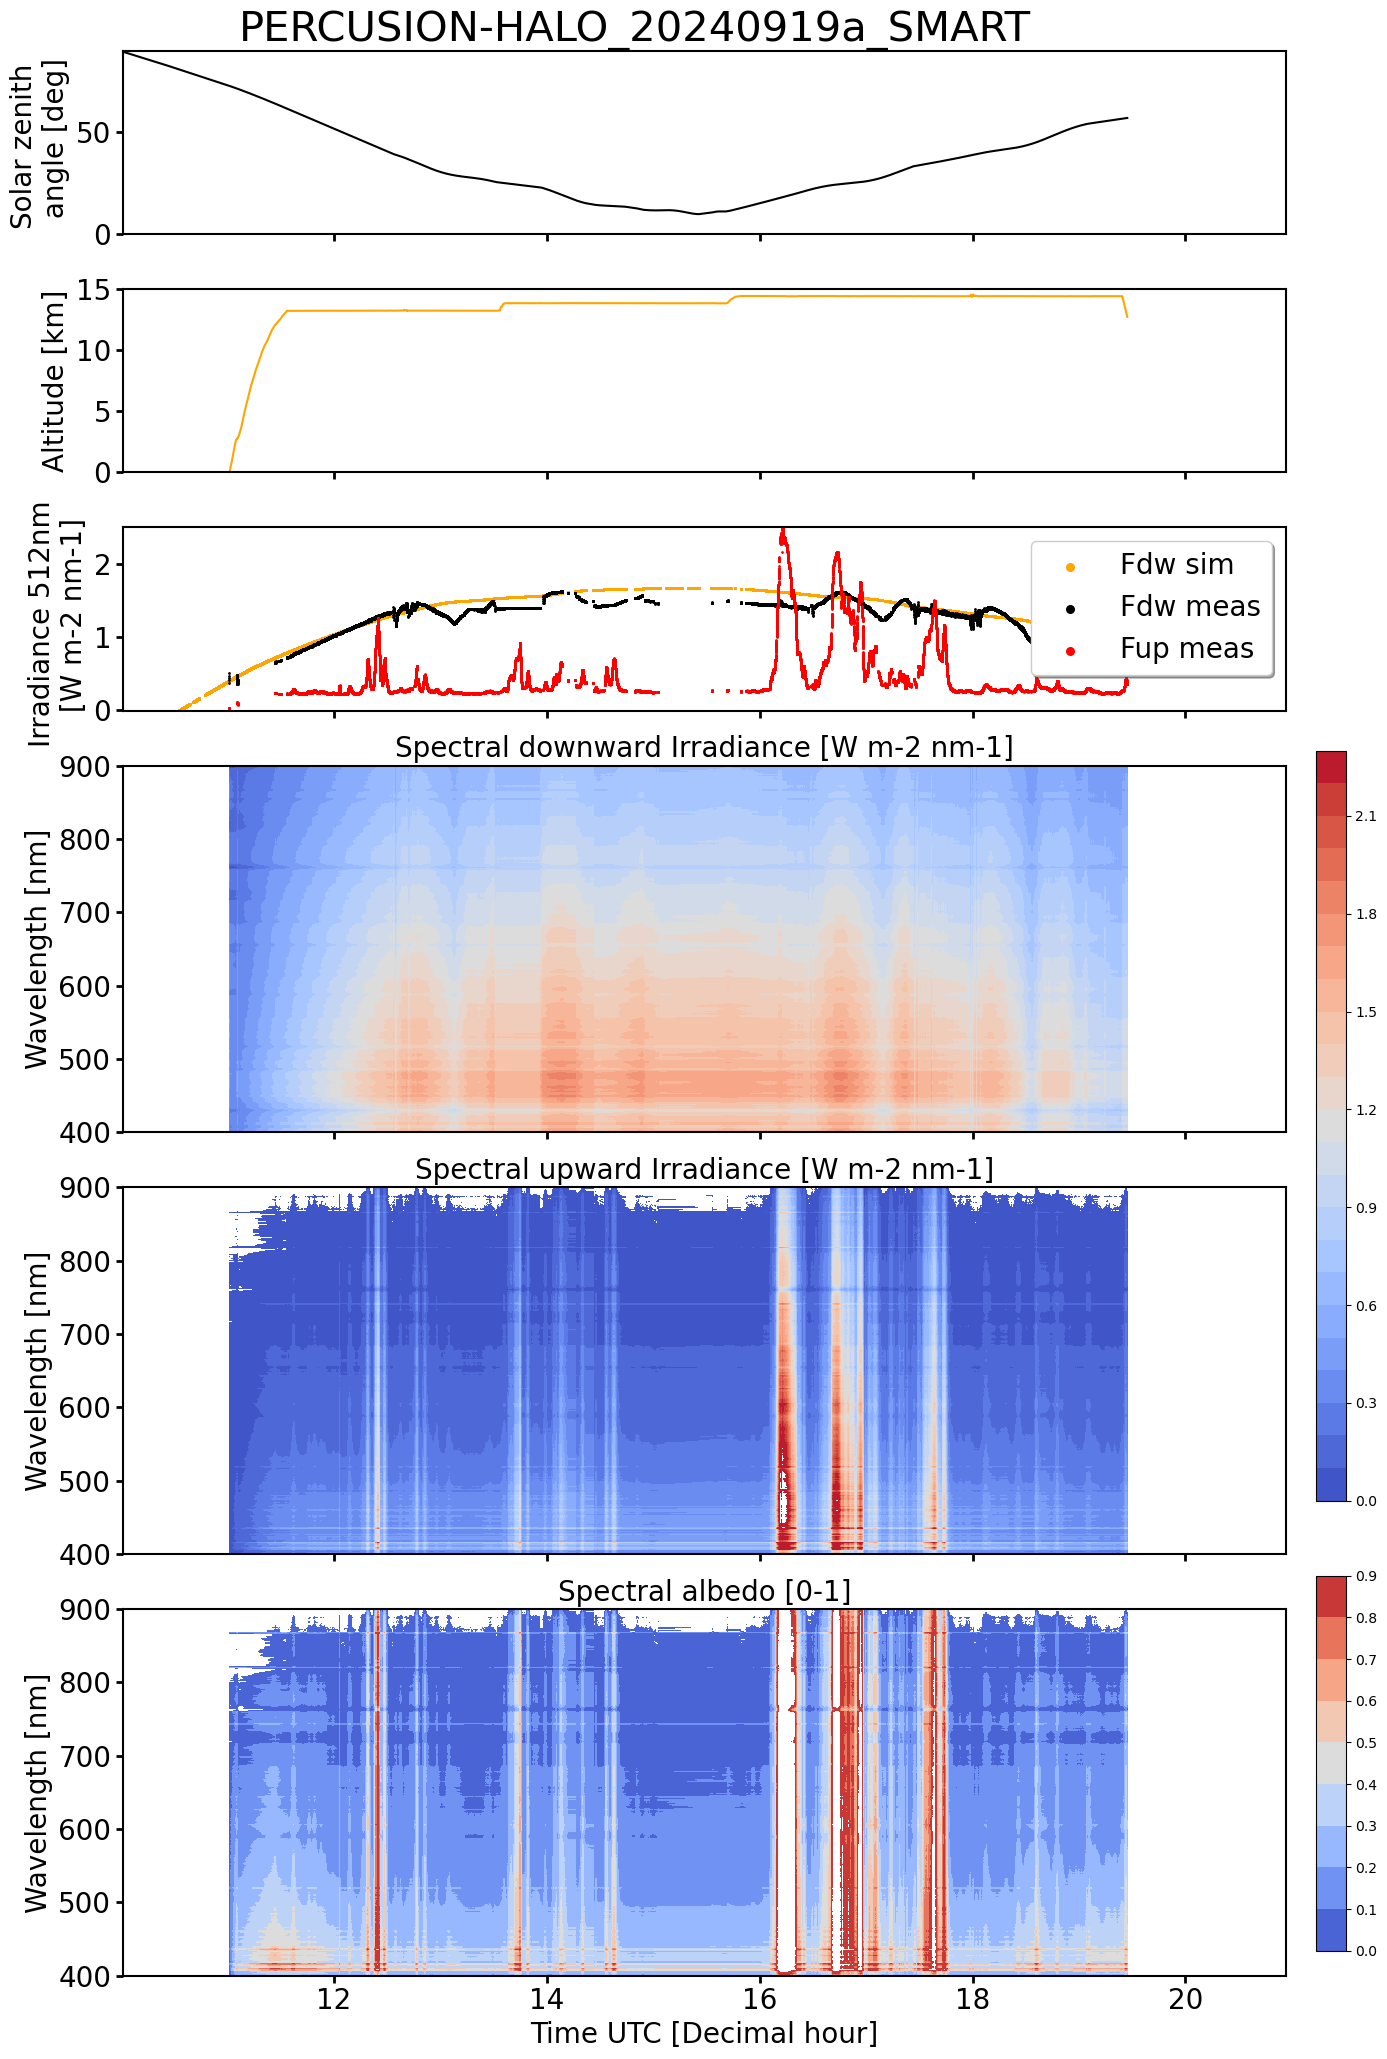 PERCUSION-HALO_20240919a_SMART
Solar zenith
angle [deg]
50
0
Altitude [km]
15
10
5
0
Irradiance 512nm
[W m-2 nm-1]
2
1
0
Fdw sim
Fdw meas
Fup meas
Spectral downward Irradiance [W m-2 nm-1]
Wavelength [nm]
900
800
700
600
500
400
2.1
1.8
1.5
1.2
0.9
0.6
0.3
0.0
Spectral upward Irradiance [W m-2 nm-1]
Wavelength [nm]
900
800
700
600
500
400
Spectral albedo [0-1]
Wavelength [nm]
900
800
700
600
500
400
0.9
0.8
0.7
0.6
0.5
0.4
0.3
0.2
0.1
0.0
12 14 16 18 20
Time UTC [Decimal hour]